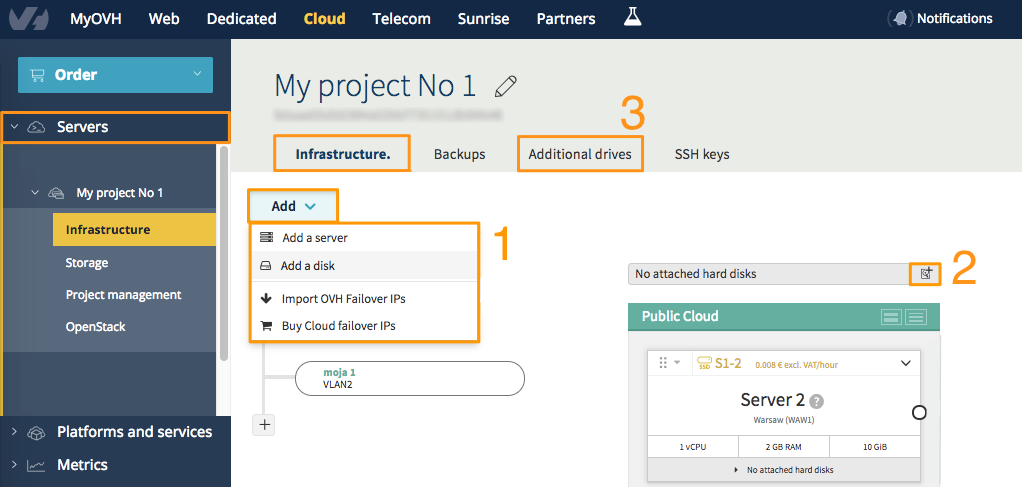 MyOVH Web Dedicated Cloud Telecom Sunrise Partners Notifications
Order
Servers
My project No 1
Infrastructure
Storage
Project management
OpenStack
Platforms and services
Metrics
My project No 1
3
Infrastructure. Backups Additional drives SSH keys
Add
1
Add a server
Add a disk
Import OVH Failover IPs
Buy Cloud failover IPs
moja 1
VLAN2
+
No attached hard disks
2
Public Cloud
SSD S1-2 0.008 € excl. VAT/hour
Server 2 ?
Warsaw (WAW1)
1 vCPU 2 GB RAM 10 GiB
No attached hard disks